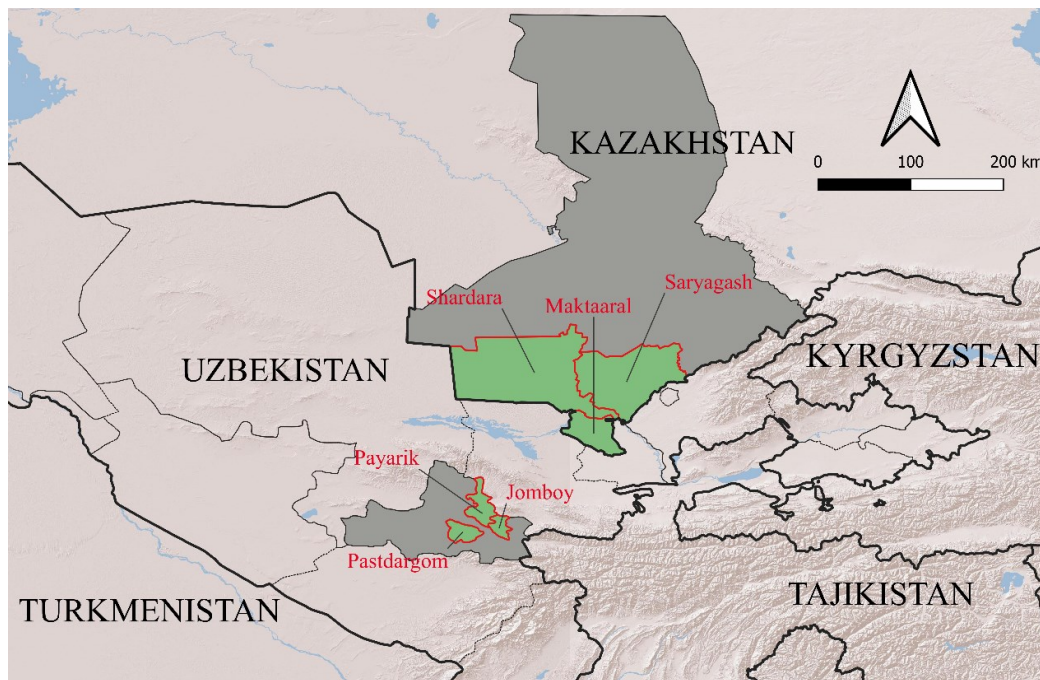 KAZAKHSTAN
0 100 200 km
Saryagash
Shardara
Maktaaral
KYRGYZSTAN
UZBEKISTAN
Payarik
Jomboy
Pastdargom
TURKMENISTAN
TAJIKISTAN